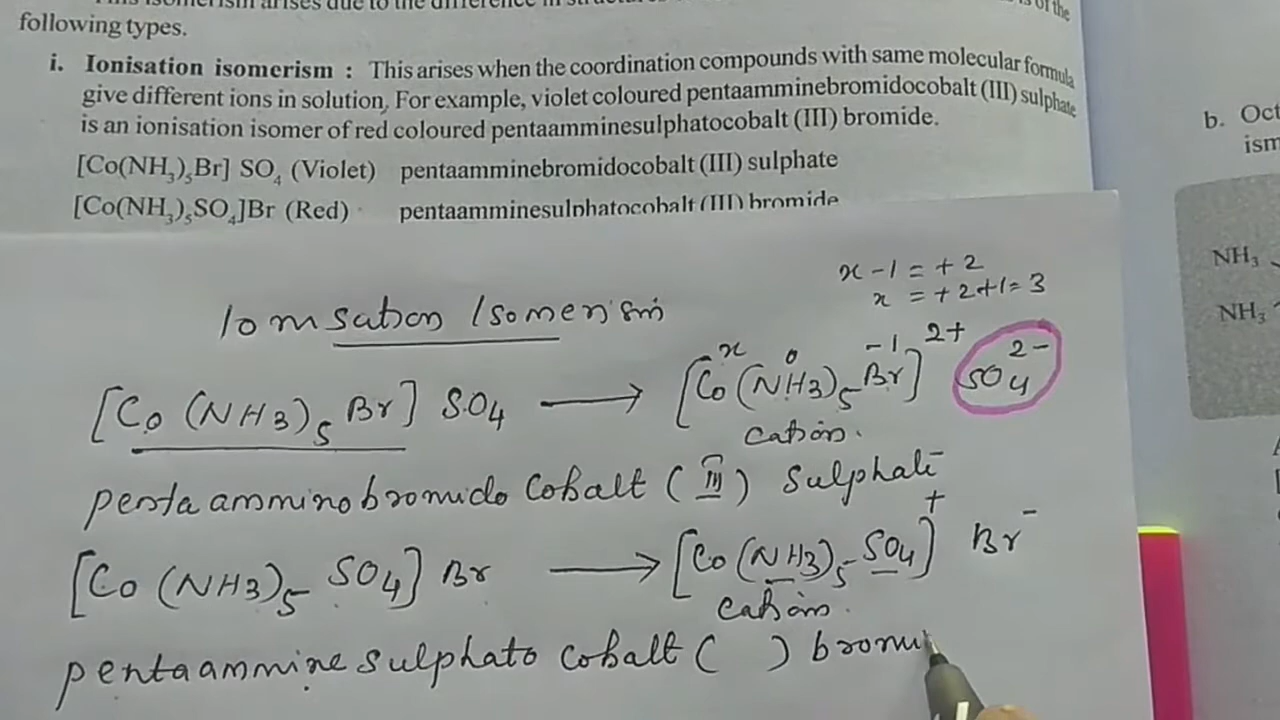 following types.
i. Ionisation isomerism : This arises when the coordination compounds with same molecular formula
give different ions in solution. For example, violet coloured pentaamminebromidocobalt (III) sulphate
is an ionisation isomer of red coloured pentaamminesulphatocobalt (III) bromide.
[Co(NH₃)₅Br] SO₄ (Violet) pentaamminebromidocobalt (III) sulphate
[Co(NH₃)₅SO₄]Br (Red) pentaamminesulphatocobalt (III) bromide
x - 1 = + 2
x = + 2 + 1 = 3
Ionisation Isomerism
[Co (NH3)₅ Br] SO4 → [Co (NH3)₅ Br]²⁺ SO4²⁻
x 0 -1
cation.
penta ammino bromido cobalt (III) sulphate
[Co (NH3)₅ SO4] Br → [Co (NH3)₅ SO4]⁺ Br⁻
cation.
pentaammine sulphato cobalt ( ) bromi
b. Oct
ism
NH₃
NH₃